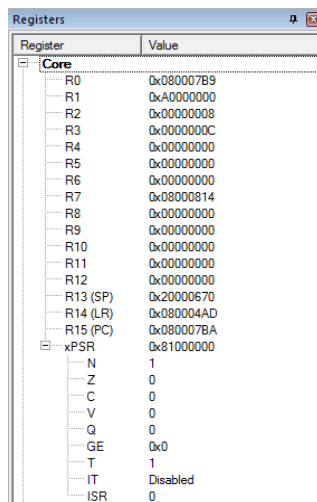 Registers
Register Value
Core
R0 0x080007B9
R1 0xA0000000
R2 0x00000008
R3 0x0000000C
R4 0x00000000
R5 0x00000000
R6 0x00000000
R7 0x08000814
R8 0x00000000
R9 0x00000000
R10 0x00000000
R11 0x00000000
R12 0x00000000
R13 (SP) 0x20000670
R14 (LR) 0x080004AD
R15 (PC) 0x080007BA
xPSR 0x81000000
N 1
Z 0
C 0
V 0
Q 0
GE 0x0
T 1
IT Disabled
ISR 0